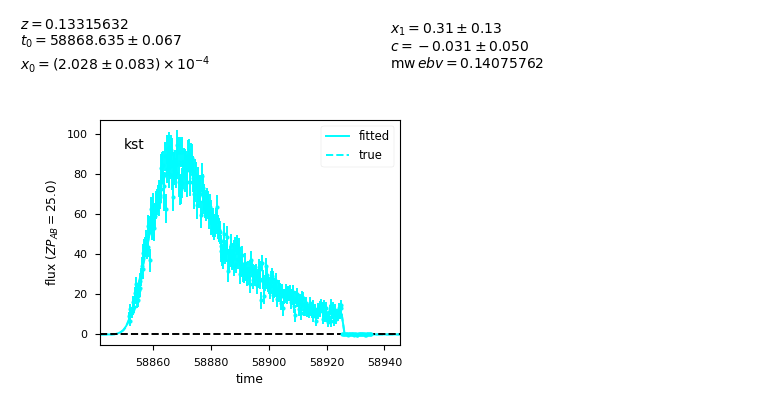 z = 0.13315632
t₀ = 58868.635 ± 0.067
x₀ = (2.028 ± 0.083) × 10⁻⁴
x₁ = 0.31 ± 0.13
c = −0.031 ± 0.050
mw ebv = 0.14075762
kst
fitted
true
flux (ZP_AB = 25.0)
100
80
60
40
20
0
58860 58880 58900 58920 58940
time